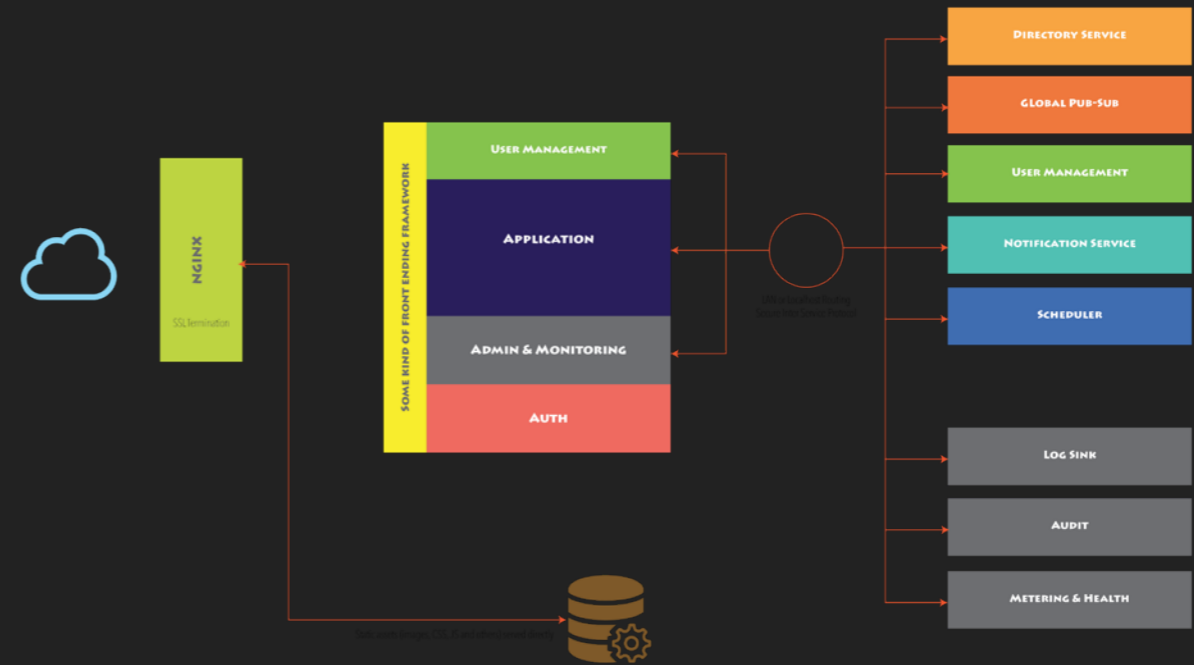 NGINX
SSL Termination
SOME KIND OF FRONT ENDING FRAMEWORK
USER MANAGEMENT
APPLICATION
ADMIN & MONITORING
AUTH
DIRECTORY SERVICE
GLOBAL PUB-SUB
USER MANAGEMENT
NOTIFICATION SERVICE
SCHEDULER
LOG SINK
AUDIT
METERING & HEALTH